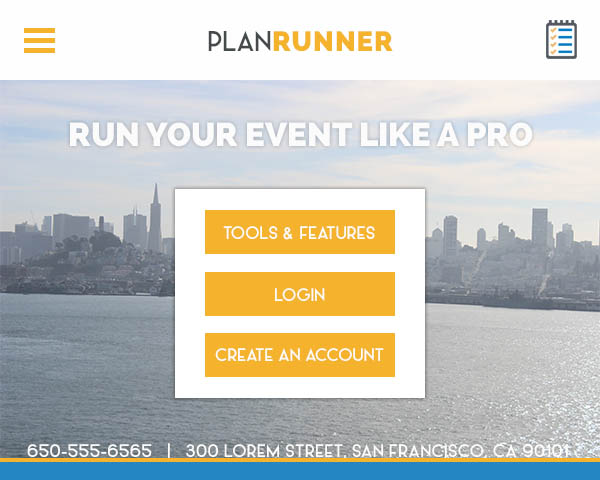 PLANRUNNER
RUN YOUR EVENT LIKE A PRO
TOOLS & FEATURES
LOGIN
CREATE AN ACCOUNT
650-555-6565 | 300 LOREM STREET, SAN FRANCISCO, CA 90101